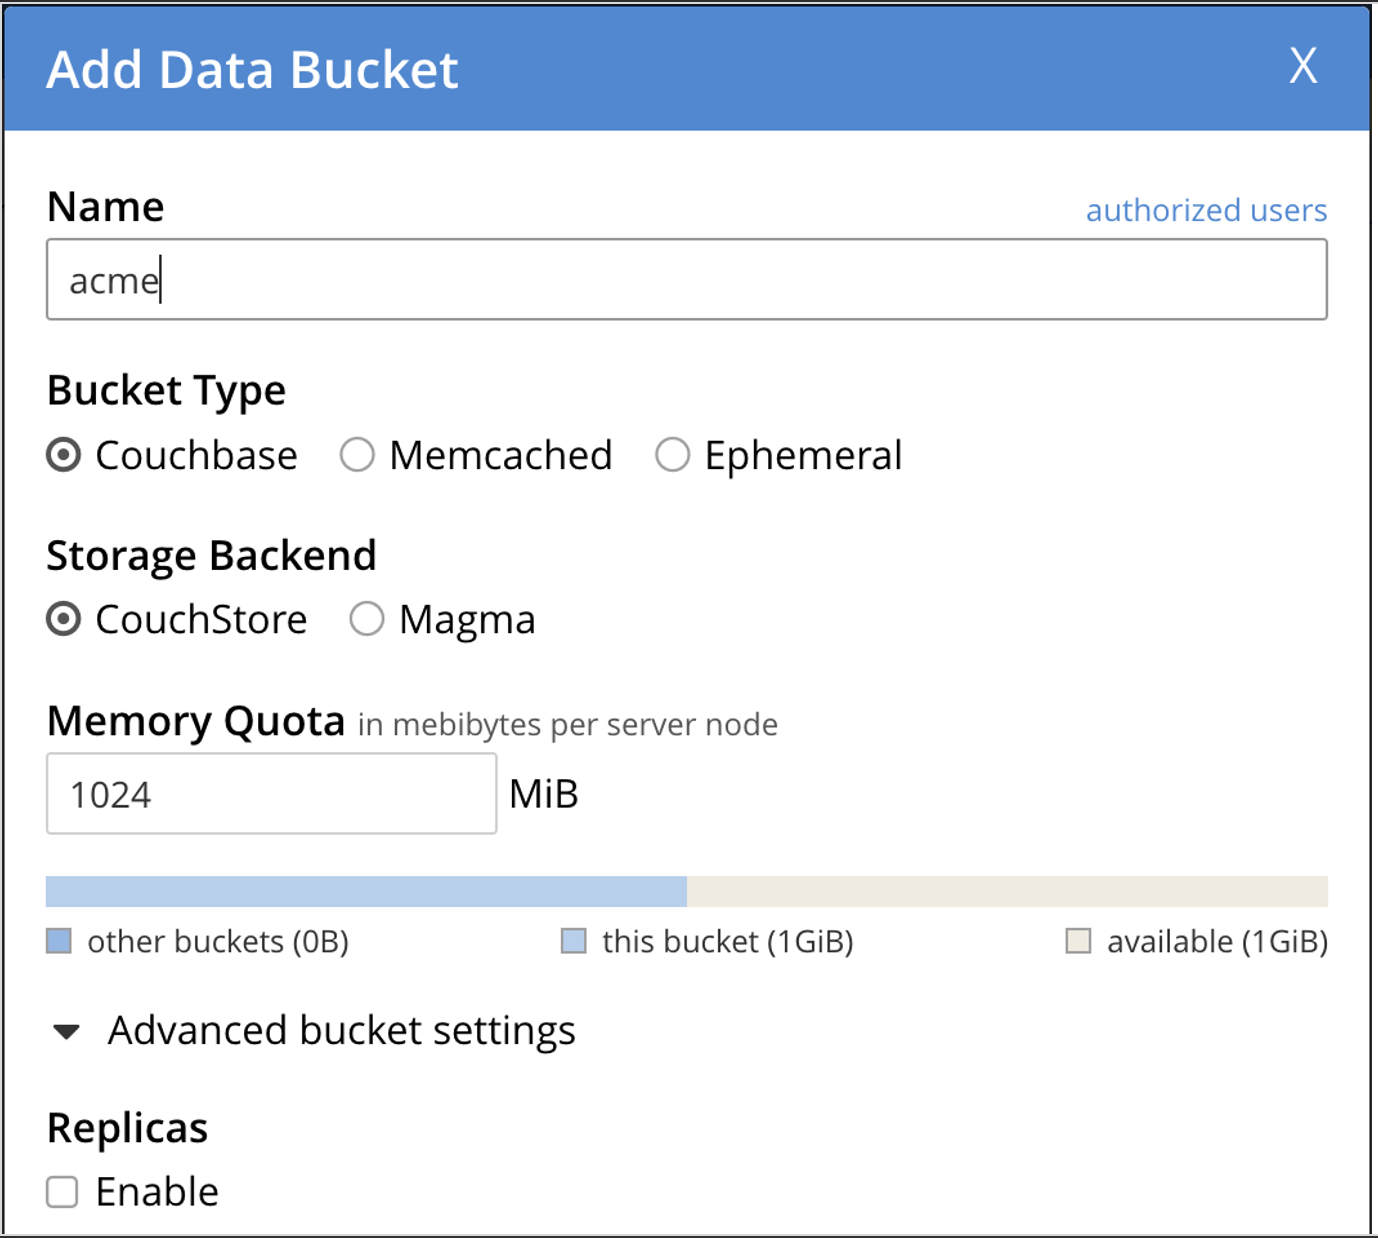 Add Data Bucket X
Name authorized users
acme
Bucket Type
Couchbase Memcached Ephemeral
Storage Backend
CouchStore Magma
Memory Quota in mebibytes per server node
1024 MiB
other buckets (0B) this bucket (1GiB) available (1GiB)
Advanced bucket settings
Replicas
Enable